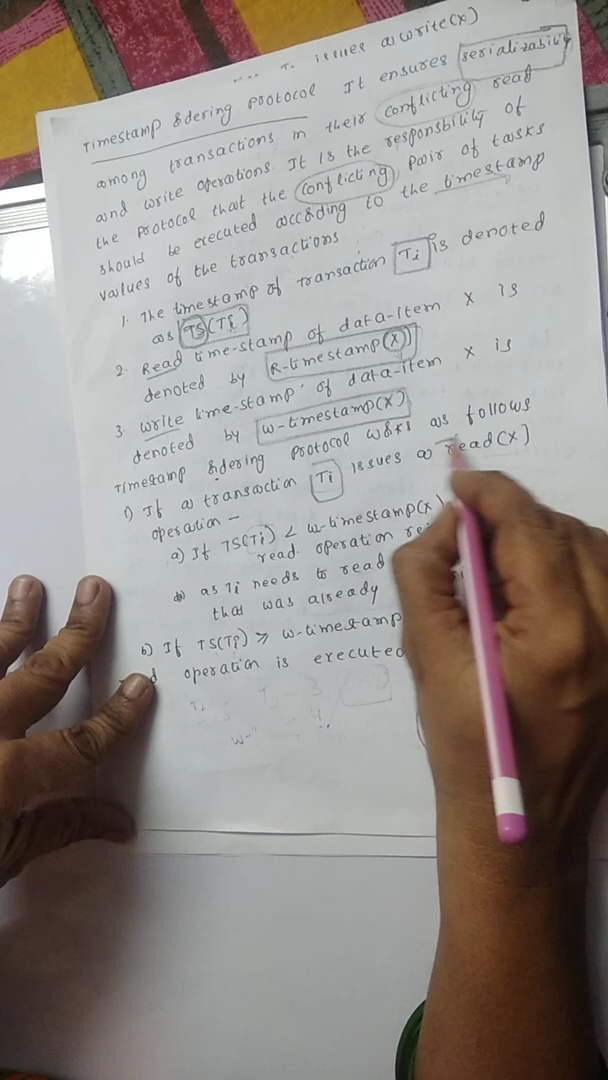 issues a write(x)
Timestamp ordering Protocol It ensures serializability
among transactions in their conflicting read
and write operations. It is the responsbility of
the protocol that the conflicting pair of tasks
should be executed according to the timestamp
values of the transactions.
1. The timestamp of transaction Ti is denoted
as TS(Ti)
2. Read time-stamp of data-item X is
denoted by R-timestamp(X)
3. Write time-stamp of data-item X is
denoted by W-timestamp(X)
Timestamp ordering protocol works as follows
1) If a transaction Ti issues a read(X)
operation -
a) If TS(Ti) < W-timestamp(X)
read operation
as Ti needs to read
that was already
b) If TS(Ti) ≥ W-timestamp
operation is executed
T2
3
4
W-